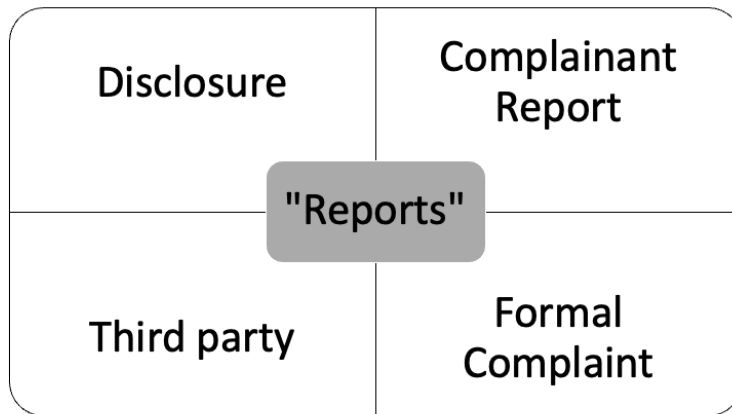 Disclosure
Complainant
Report
"Reports"
Third party
Formal
Complaint